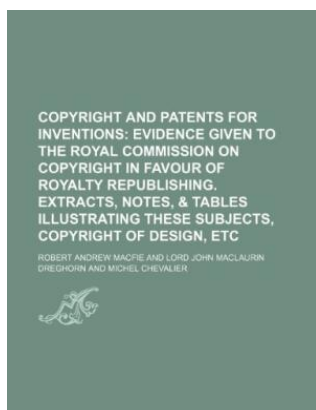 COPYRIGHT AND PATENTS FOR
INVENTIONS: EVIDENCE GIVEN TO
THE ROYAL COMMISSION ON
COPYRIGHT IN FAVOUR OF
ROYALTY REPUBLISHING.
EXTRACTS, NOTES, & TABLES
ILLUSTRATING THESE SUBJECTS,
COPYRIGHT OF DESIGN, ETC
ROBERT ANDREW MACFIE AND LORD JOHN MACLAURIN
DREGHORN AND MICHEL CHEVALIER